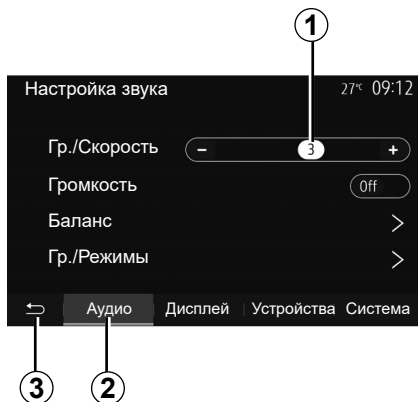 1
Настройка звука 27°C 09:12
Гр./Скорость - 3 +
Громкость Off
Баланс >
Гр./Режимы >
Аудио Дисплей Устройства Система
3 2